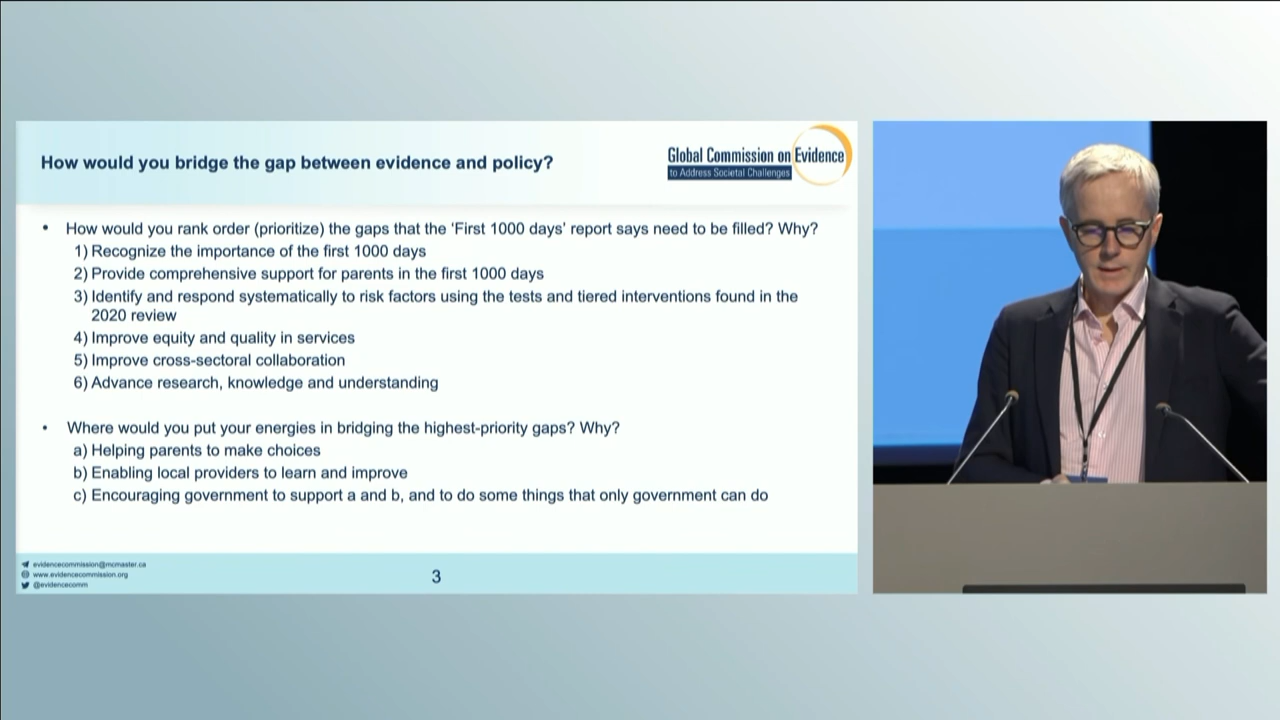 How would you bridge the gap between evidence and policy?
Global Commission on Evidence
to Address Societal Challenges
• How would you rank order (prioritize) the gaps that the 'First 1000 days' report says need to be filled? Why?
1) Recognize the importance of the first 1000 days
2) Provide comprehensive support for parents in the first 1000 days
3) Identify and respond systematically to risk factors using the tests and tiered interventions found in the
2020 review
4) Improve equity and quality in services
5) Improve cross-sectoral collaboration
6) Advance research, knowledge and understanding
• Where would you put your energies in bridging the highest-priority gaps? Why?
a) Helping parents to make choices
b) Enabling local providers to learn and improve
c) Encouraging government to support a and b, and to do some things that only government can do
evidencecommission@mcmaster.ca
www.evidencecommission.org
@evidencecomm
3